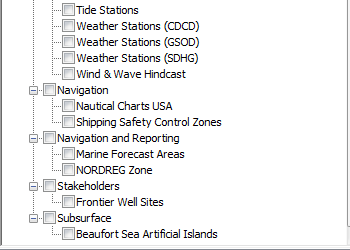 Tide Stations
Weather Stations (CDCD)
Weather Stations (GSOD)
Weather Stations (SDHG)
Wind & Wave Hindcast
Navigation
Nautical Charts USA
Shipping Safety Control Zones
Navigation and Reporting
Marine Forecast Areas
NORDREG Zone
Stakeholders
Frontier Well Sites
Subsurface
Beaufort Sea Artificial Islands